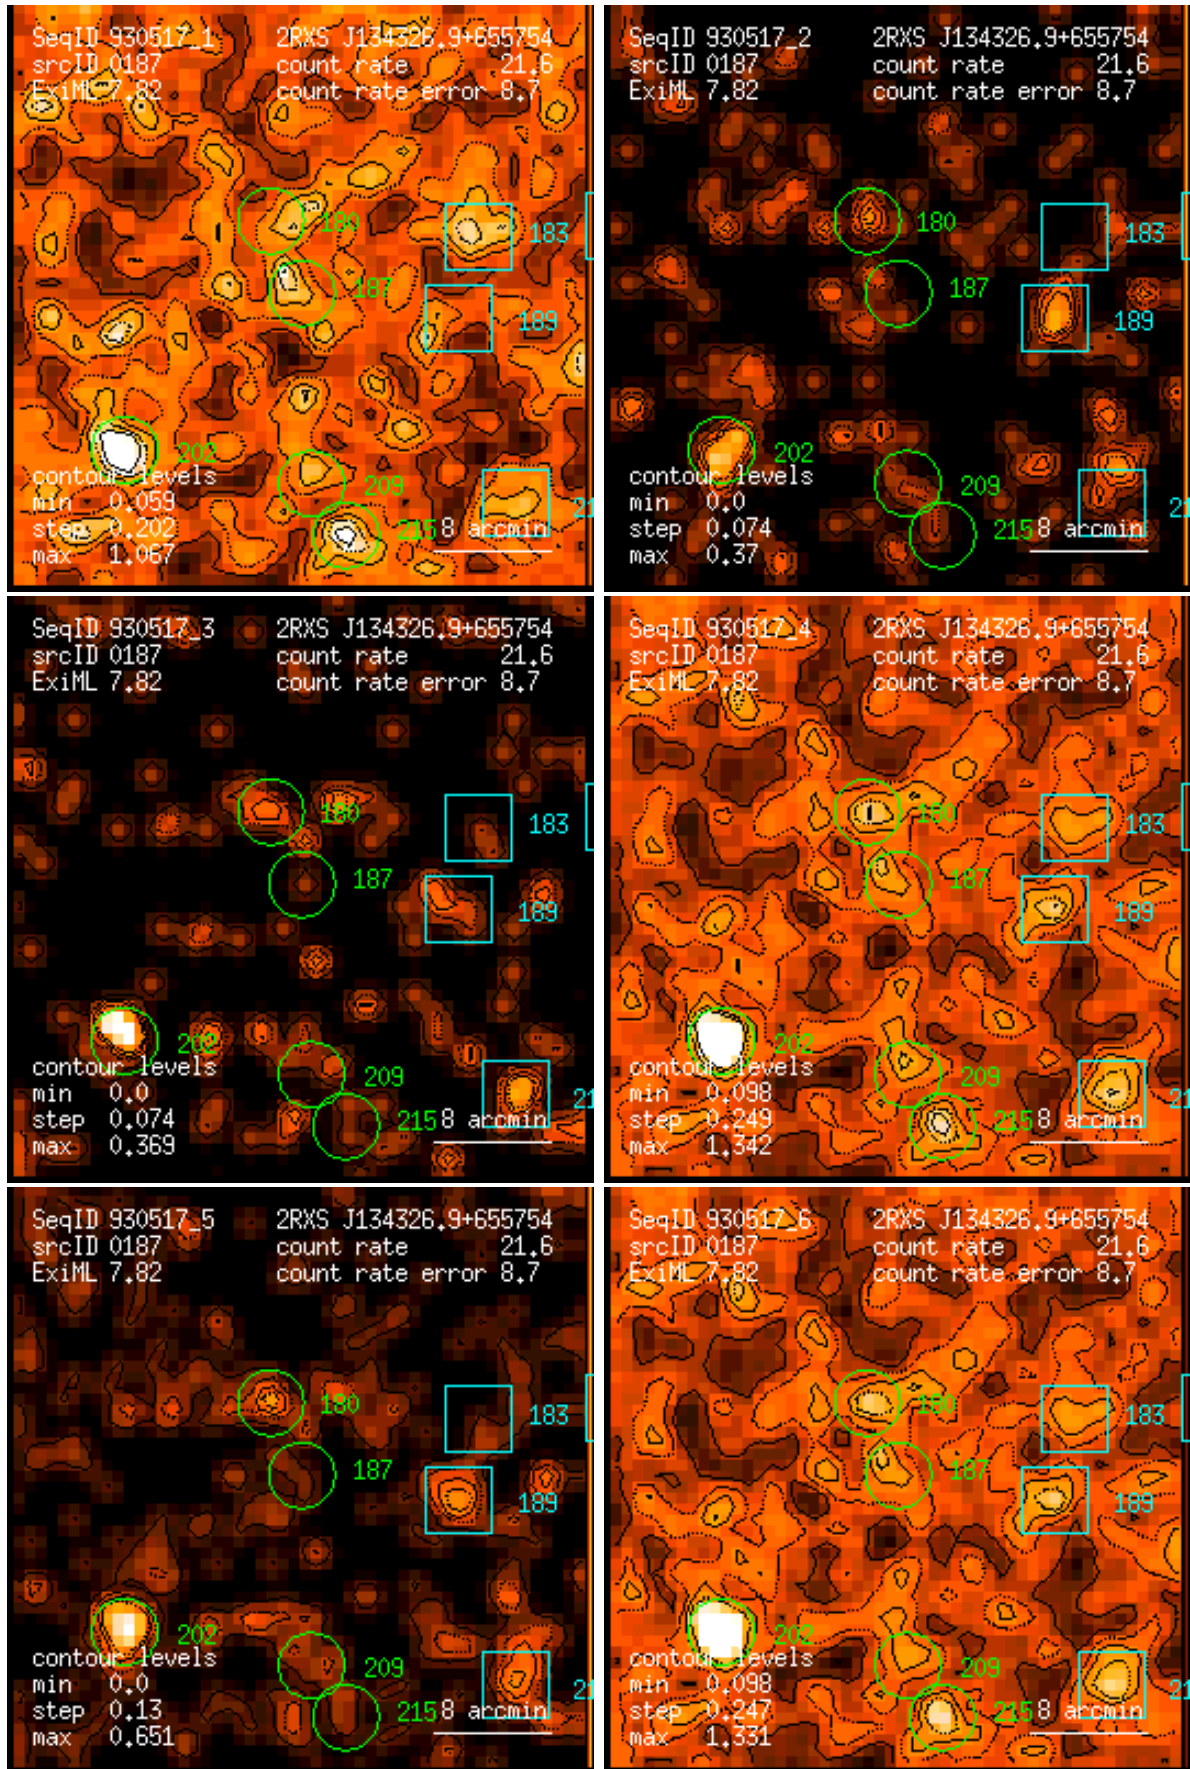 SeqID 930517_1 2RXS J134326.9+655754
srcID 0187 count rate 21.6
ExiML 7.82 count rate error 8.7
180
183
187
189
202
contour levels
209
min 0.059
step 0.202 215 8 arcmin
max 1.067
SeqID 930517_2 2RXS J134326.9+655754
srcID 0187 count rate 21.6
ExiML 7.82 count rate error 8.7
180
183
187
189
202
contour levels
209
min 0.0
step 0.074 215 8 arcmin
max 0.37
SeqID 930517_3 2RXS J134326.9+655754
srcID 0187 count rate 21.6
ExiML 7.82 count rate error 8.7
180
183
187
189
202
contour levels
209
min 0.0
step 0.074 215 8 arcmin
max 0.369
SeqID 930517_4 2RXS J134326.9+655754
srcID 0187 count rate 21.6
ExiML 7.82 count rate error 8.7
180
183
187
189
202
contour levels
209
min 0.098
step 0.249 215 8 arcmin
max 1.342
SeqID 930517_5 2RXS J134326.9+655754
srcID 0187 count rate 21.6
ExiML 7.82 count rate error 8.7
180
183
187
189
202
contour levels
209
min 0.0
step 0.13 215 8 arcmin
max 0.651
SeqID 930517_6 2RXS J134326.9+655754
srcID 0187 count rate 21.6
ExiML 7.82 count rate error 8.7
180
183
187
189
202
contour levels
209
min 0.098
step 0.247 215 8 arcmin
max 1.331